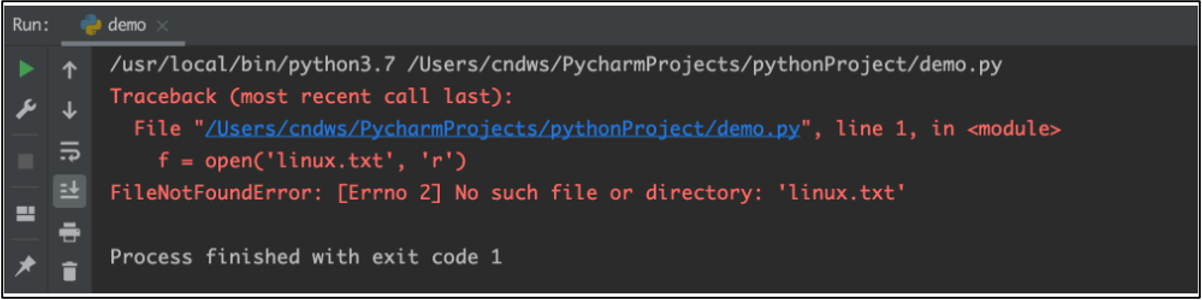 Run: demo
/usr/local/bin/python3.7 /Users/cndws/PycharmProjects/pythonProject/demo.py
Traceback (most recent call last):
  File "/Users/cndws/PycharmProjects/pythonProject/demo.py", line 1, in <module>
    f = open('linux.txt', 'r')
FileNotFoundError: [Errno 2] No such file or directory: 'linux.txt'
Process finished with exit code 1